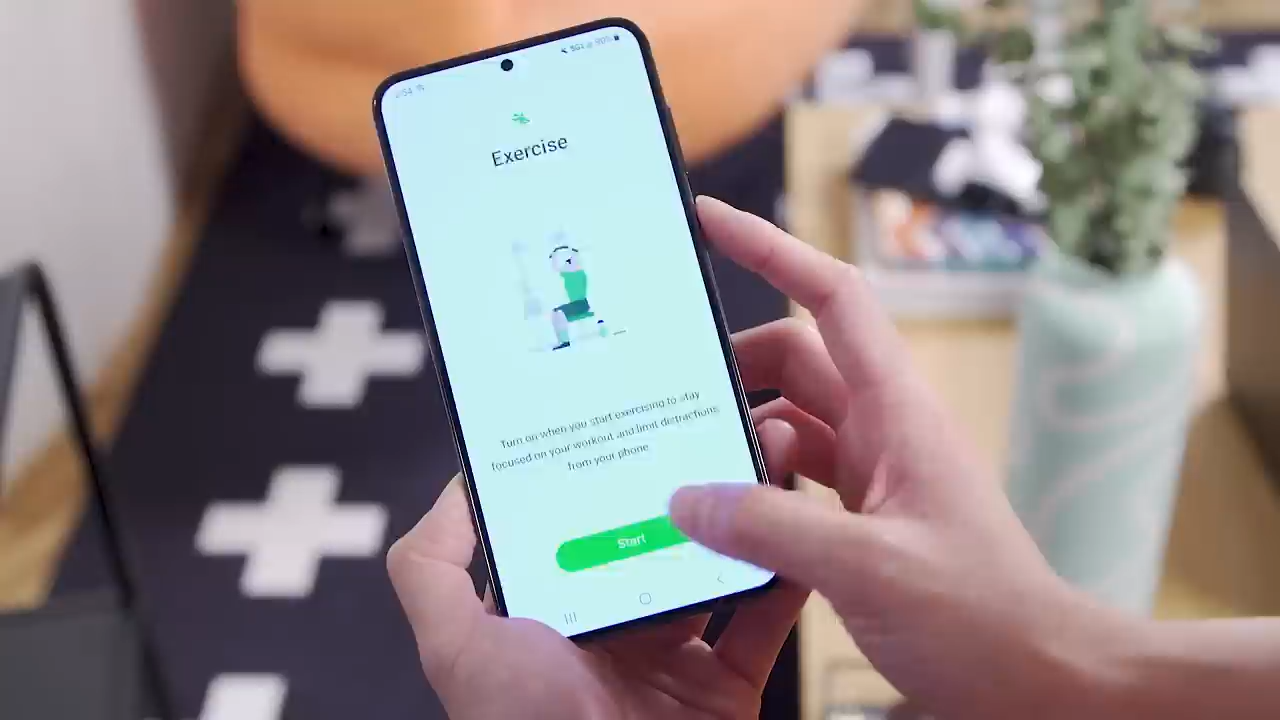 90%
Exercise
Turn on when you start exercising to stay
focused on your workout and limit distractions
from your phone
Start